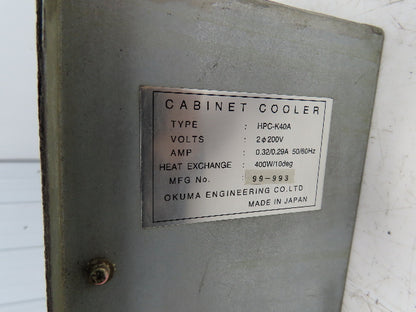 CABINET COOLER
TYPE : HPC-K40A
VOLTS : 2φ200V
AMP : 0.32/0.29A 50/60Hz
HEAT EXCHANGE : 400W/10deg
MFG No. : 99-993
OKUMA ENGINEERING CO.LTD
MADE IN JAPAN